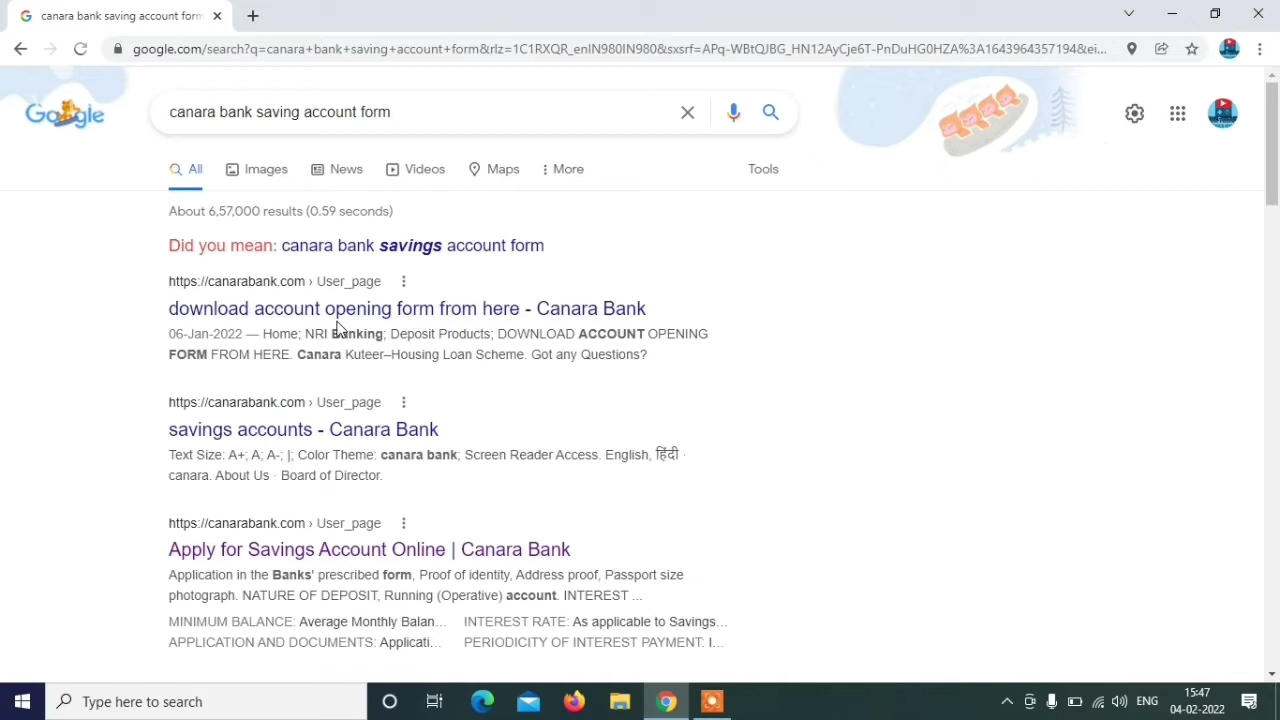 canara bank saving account form
google.com/search?q=canara+bank+saving+account+form&rlz=1C1RXQR_enIN980IN980&sxsrf=APq-WBtQJBG_HN12AyCje6T-PnDuHG0HZA%3A1643964357194&ei...
Google
canara bank saving account form
All Images News Videos Maps More Tools
About 6,57,000 results (0.59 seconds)
Did you mean: canara bank savings account form
https://canarabank.com › User_page
download account opening form from here - Canara Bank
06-Jan-2022 — Home; NRI Banking; Deposit Products; DOWNLOAD ACCOUNT OPENING
FORM FROM HERE. Canara Kuteer–Housing Loan Scheme. Got any Questions?
https://canarabank.com › User_page
savings accounts - Canara Bank
Text Size: A+; A; A-; |; Color Theme: canara bank; Screen Reader Access. English, हिंदी ·
canara. About Us · Board of Director.
https://canarabank.com › User_page
Apply for Savings Account Online | Canara Bank
Application in the Banks' prescribed form, Proof of identity, Address proof, Passport size
photograph. NATURE OF DEPOSIT, Running (Operative) account. INTEREST ...
MINIMUM BALANCE: Average Monthly Balan... INTEREST RATE: As applicable to Savings...
APPLICATION AND DOCUMENTS: Applicati... PERIODICITY OF INTEREST PAYMENT: I...
Type here to search
ENG
15:47
04-02-2022